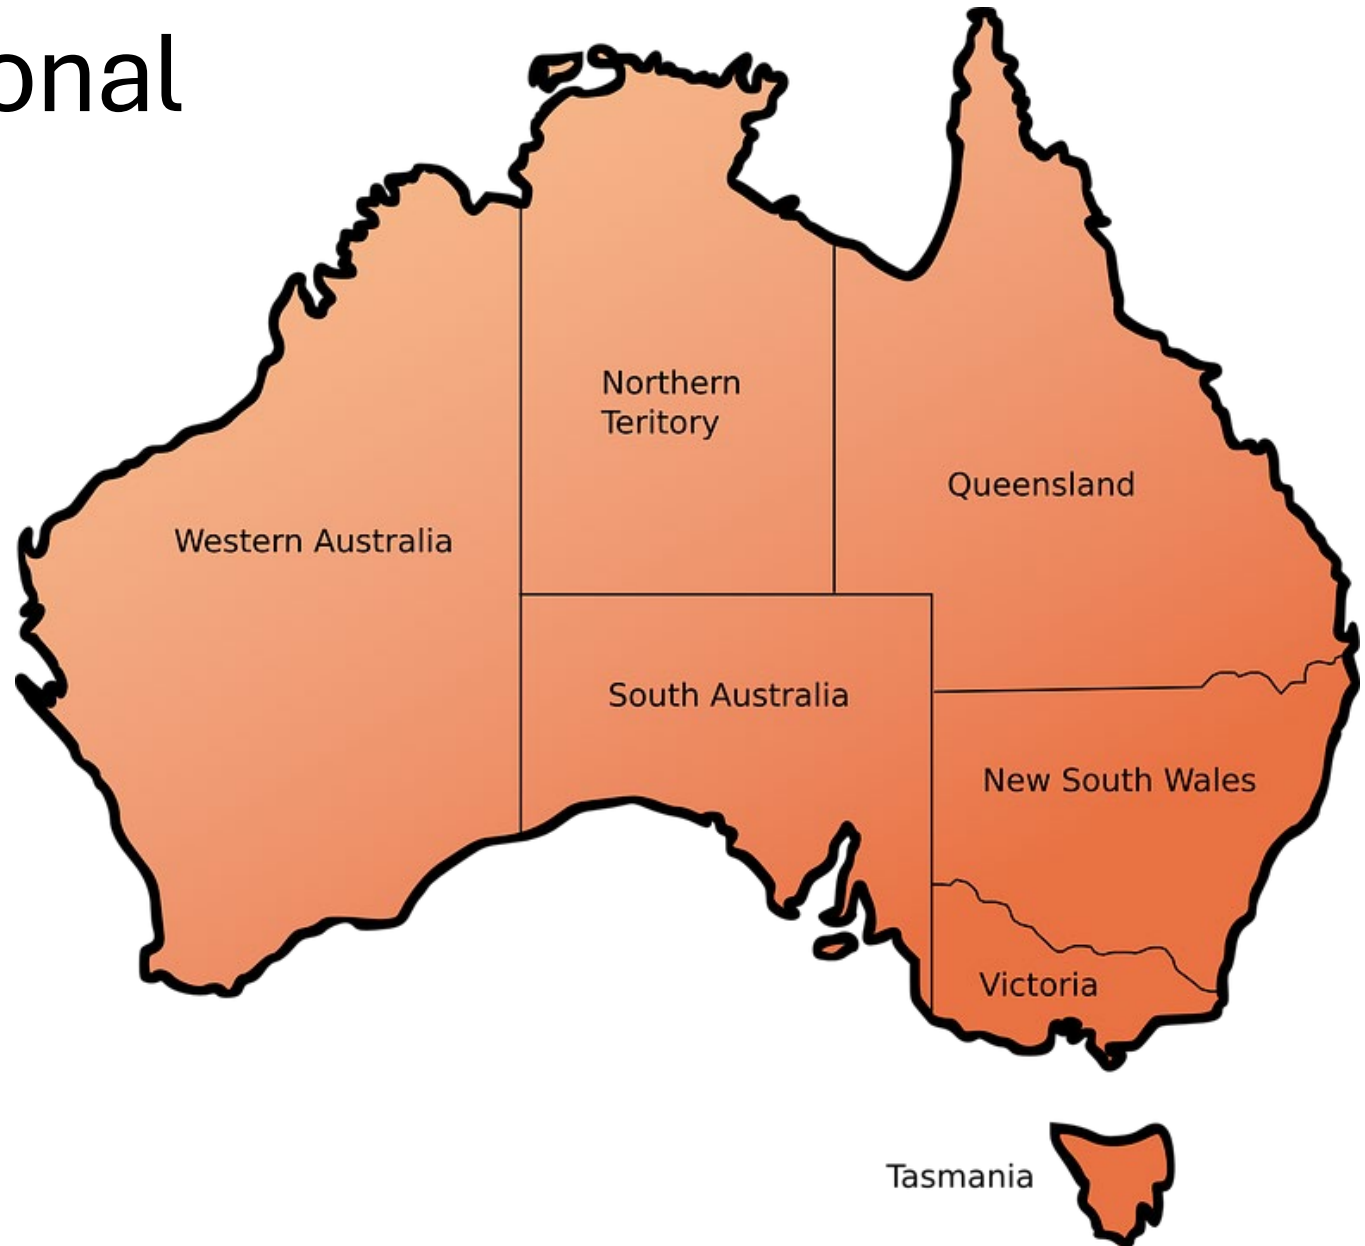 onal
Northern
Teritory
Queensland
Western Australia
South Australia
New South Wales
Victoria
Tasmania